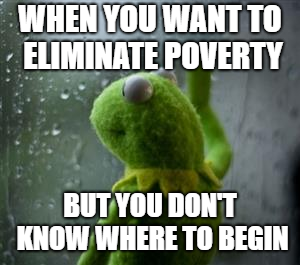 WHEN YOU WANT TO
ELIMINATE POVERTY
BUT YOU DON'T
KNOW WHERE TO BEGIN